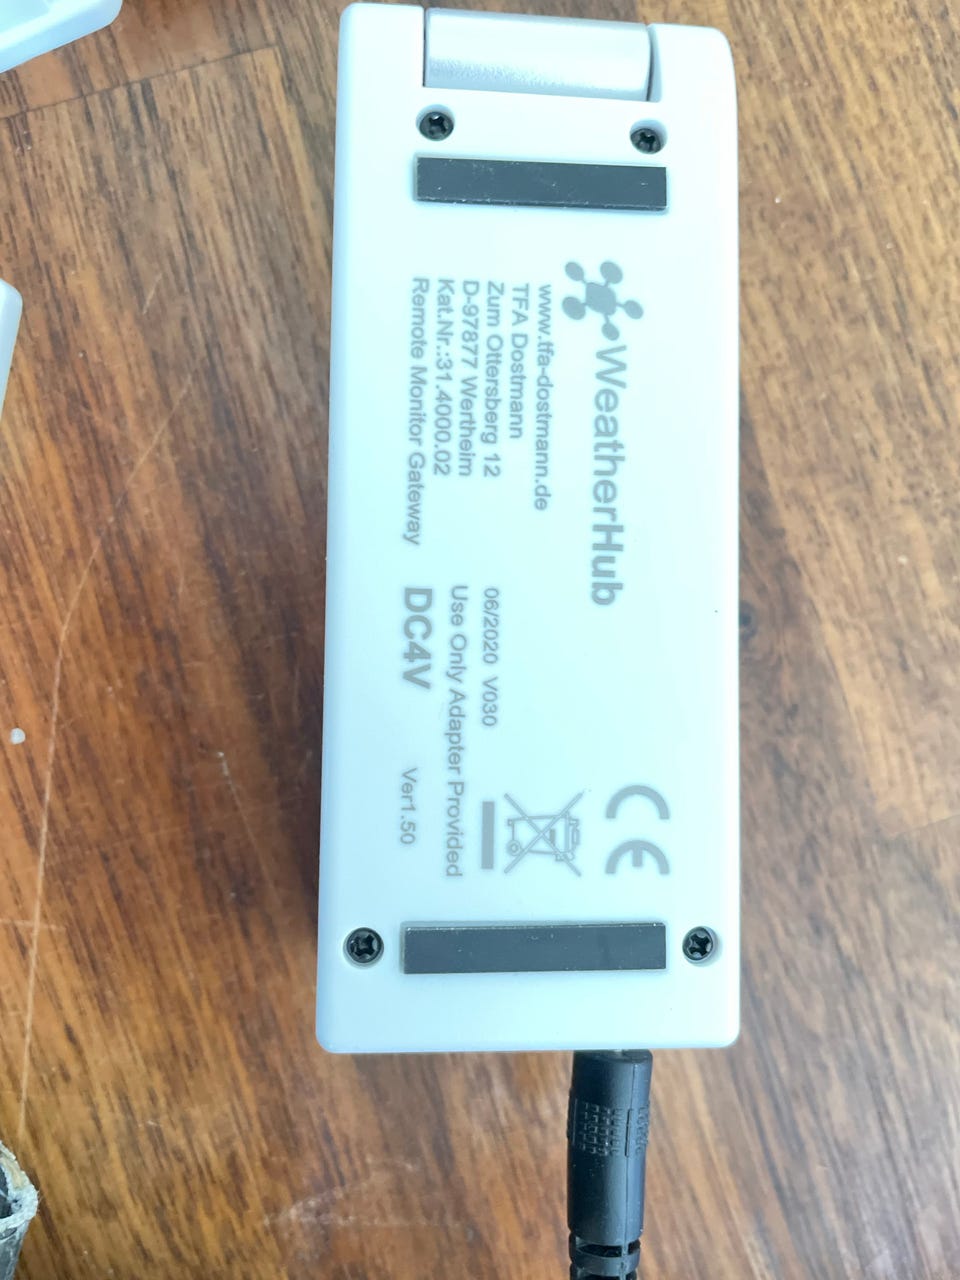 WeatherHub
www.tfa-dostmann.de
TFA Dostmann
Zum Ottersberg 12
D-97877 Wertheim
Kat.Nr.:31.4000.02
Remote Monitor Gateway
06/2020 V030
Use Only Adapter Provided
DC4V
Ver1.50
CE